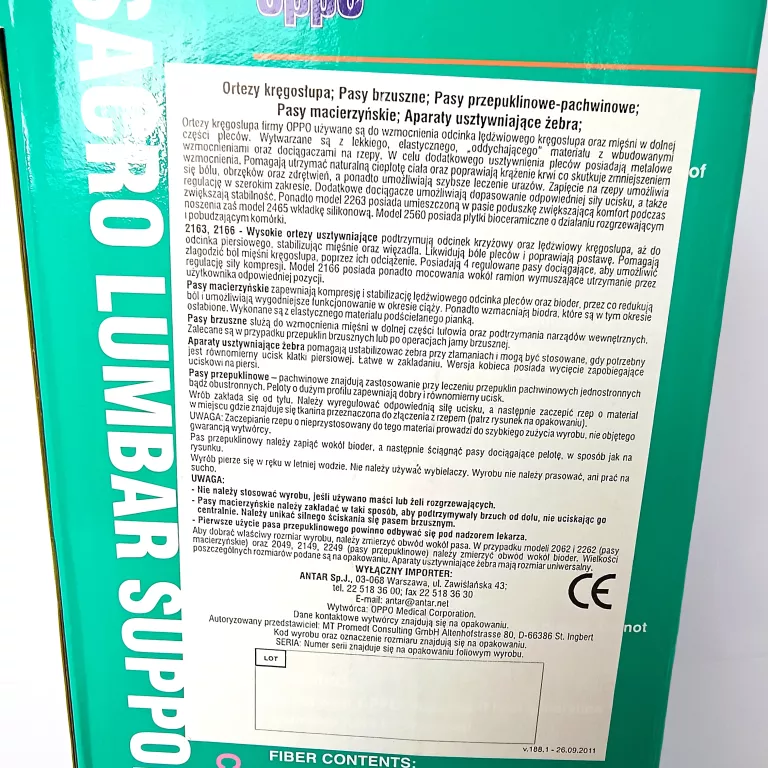 oppo
SACRO LUMBAR SUPPO
Ortezy kręgosłupa; Pasy brzuszne; Pasy przepuklinowe-pachwinowe;
Pasy macierzyńskie; Aparaty usztywniające żebra;
Ortezy kręgosłupa firmy OPPO używane są do wzmocnienia odcinka lędźwiowego kręgosłupa oraz mięśni w dolnej
części pleców. Wytwarzane są z lekkiego, elastycznego, „oddychającego" materiału z wbudowanymi
wzmocnieniami oraz dociągaczami na rzepy. W celu dodatkowego usztywnienia pleców posiadają metalowe
wzmocnienia. Pomagają utrzymać naturalną ciepłotę ciała oraz poprawiają krążenie krwi co skutkuje zmniejszeniem
się bólu, obrzęków oraz zdrętwień, a ponadto umożliwiają szybsze leczenie urazów. Zapięcie na rzepy umożliwia
regulację w szerokim zakresie. Dodatkowe dociągacze umożliwiają dopasowanie odpowiedniej siły ucisku, a także
zwiększają stabilność. Ponadto model 2263 posiada umieszczoną w pasie poduszkę zwiększającą komfort podczas
noszenia zaś model 2465 wkładkę silikonową. Model 2560 posiada płytki bioceramiczne o działaniu rozgrzewającym
i pobudzającym komórki.
2163, 2166 - Wysokie ortezy usztywniające podtrzymują odcinek krzyżowy oraz lędźwiowy kręgosłupa, aż do
odcinka piersiowego, stabilizując mięśnie oraz więzadła. Likwidują bóle pleców i poprawiają postawę. Pomagają
złagodzić ból mięśni kręgosłupa, poprzez ich odciążenie. Posiadają 4 regulowane pasy dociągające, aby umożliwić
regulację siły kompresji. Model 2166 posiada ponadto mocowania wokół ramion wymuszające utrzymanie przez
użytkownika odpowiedniej pozycji.
Pasy macierzyńskie zapewniają kompresję i stabilizację lędźwiowego odcinka pleców oraz bioder, przez co redukują
ból i umożliwiają wygodniejsze funkcjonowanie w okresie ciąży. Ponadto wzmacniają biodra, które są w tym okresie
osłabione. Wykonane są z elastycznego materiału podścielanego pianką.
Pasy brzuszne służą do wzmocnienia mięśni w dolnej części tułowia oraz podtrzymania narządów wewnętrznych.
Zalecane są w przypadku przepuklin brzusznych lub po operacjach jamy brzusznej.
Aparaty usztywniające żebra pomagają ustabilizować żebra przy złamaniach i mogą być stosowane, gdy potrzebny
jest równomierny ucisk klatki piersiowej. Łatwe w zakładaniu. Wersja kobieca posiada wycięcie zapobiegające
uciskowi na piersi.
Pasy przepuklinowe – pachwinowe znajdują zastosowanie przy leczeniu przepuklin pachwinowych jednostronnych
bądź obustronnych. Peloty o dużym profilu zapewniają dobry i równomierny ucisk.
Wrób zakłada się od tyłu. Należy wyregulować odpowiednią siłę ucisku, a następnie zaczepić rzep o materiał
w miejscu gdzie znajduje się tkanina przeznaczona do złączenia z rzepem (patrz rysunek na opakowaniu).
UWAGA: Zaczepianie rzepu o nieprzystosowany do tego materiał prowadzi do szybkiego zużycia wyrobu, nie objętego
gwarancją wytwórcy.
Pas przepuklinowy należy zapiąć wokół bioder, a następnie ściągnąć pasy dociągające pelotę, w sposób jak na
rysunku.
Wyrób pierze się w ręku w letniej wodzie. Nie należy używać wybielaczy. Wyrobu nie należy prasować, ani prać na
sucho.
UWAGA:
- Nie należy stosować wyrobu, jeśli używano maści lub żeli rozgrzewających.
- Pasy macierzyńskie należy zakładać w taki sposób, aby podtrzymywały brzuch od dołu, nie uciskając go
centralnie. Należy unikać silnego ściskania się pasem brzusznym.
- Pierwsze użycie pasa przepuklinowego powinno odbywać się pod nadzorem lekarza.
Aby dobrać właściwy rozmiar wyrobu, należy zmierzyć obwód wokół pasa. W przypadku modeli 2062 i 2262 (pasy
macierzyńskie) oraz 2049, 2149, 2249 (pasy przepuklinowe) należy zmierzyć obwód wokół bioder. Wielkości
poszczególnych rozmiarów podane są na opakowaniu. Aparaty usztywniające żebra mają rozmiar uniwersalny.
WYŁĄCZNY IMPORTER:
ANTAR Sp.J., 03-068 Warszawa, ul. Zawiślańska 43;
tel. 22 518 36 00; fax 22 518 36 30
E-mail: antar@antar.net
Wytwórca: OPPO Medical Corporation.
Dane kontaktowe wytwórcy znajdują się na opakowaniu.
Autoryzowany przedstawiciel: MT Promedt Consulting GmbH Altenhofstrasse 80, D-66386 St. Ingbert
Kod wyrobu oraz oznaczenie rozmiaru znajdują się na opakowaniu.
SERIA: Numer serii znajduje się na opakowaniu foliowym wyrobu.
CE
LOT
v.188.1 - 26.09.2011
of
not
C
FIBER CONTENTS: